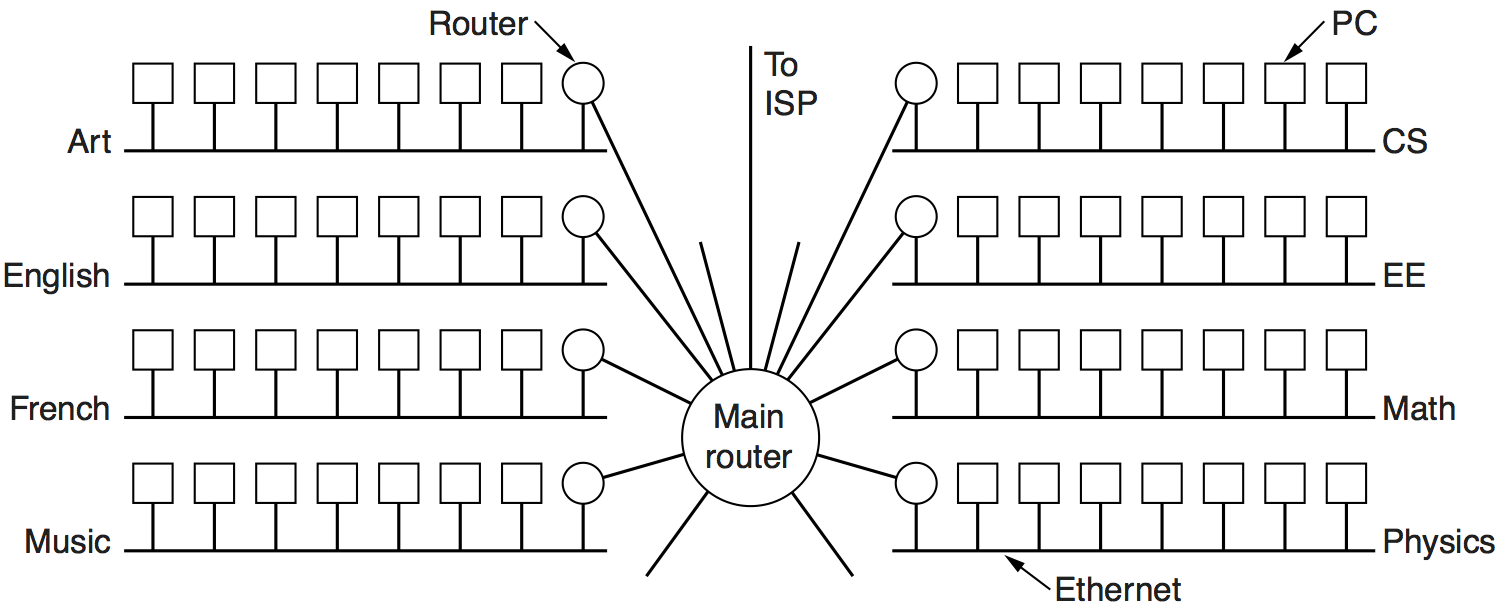 Router
PC
To
ISP
Art
CS
English
EE
French
Main
router
Math
Music
Physics
Ethernet